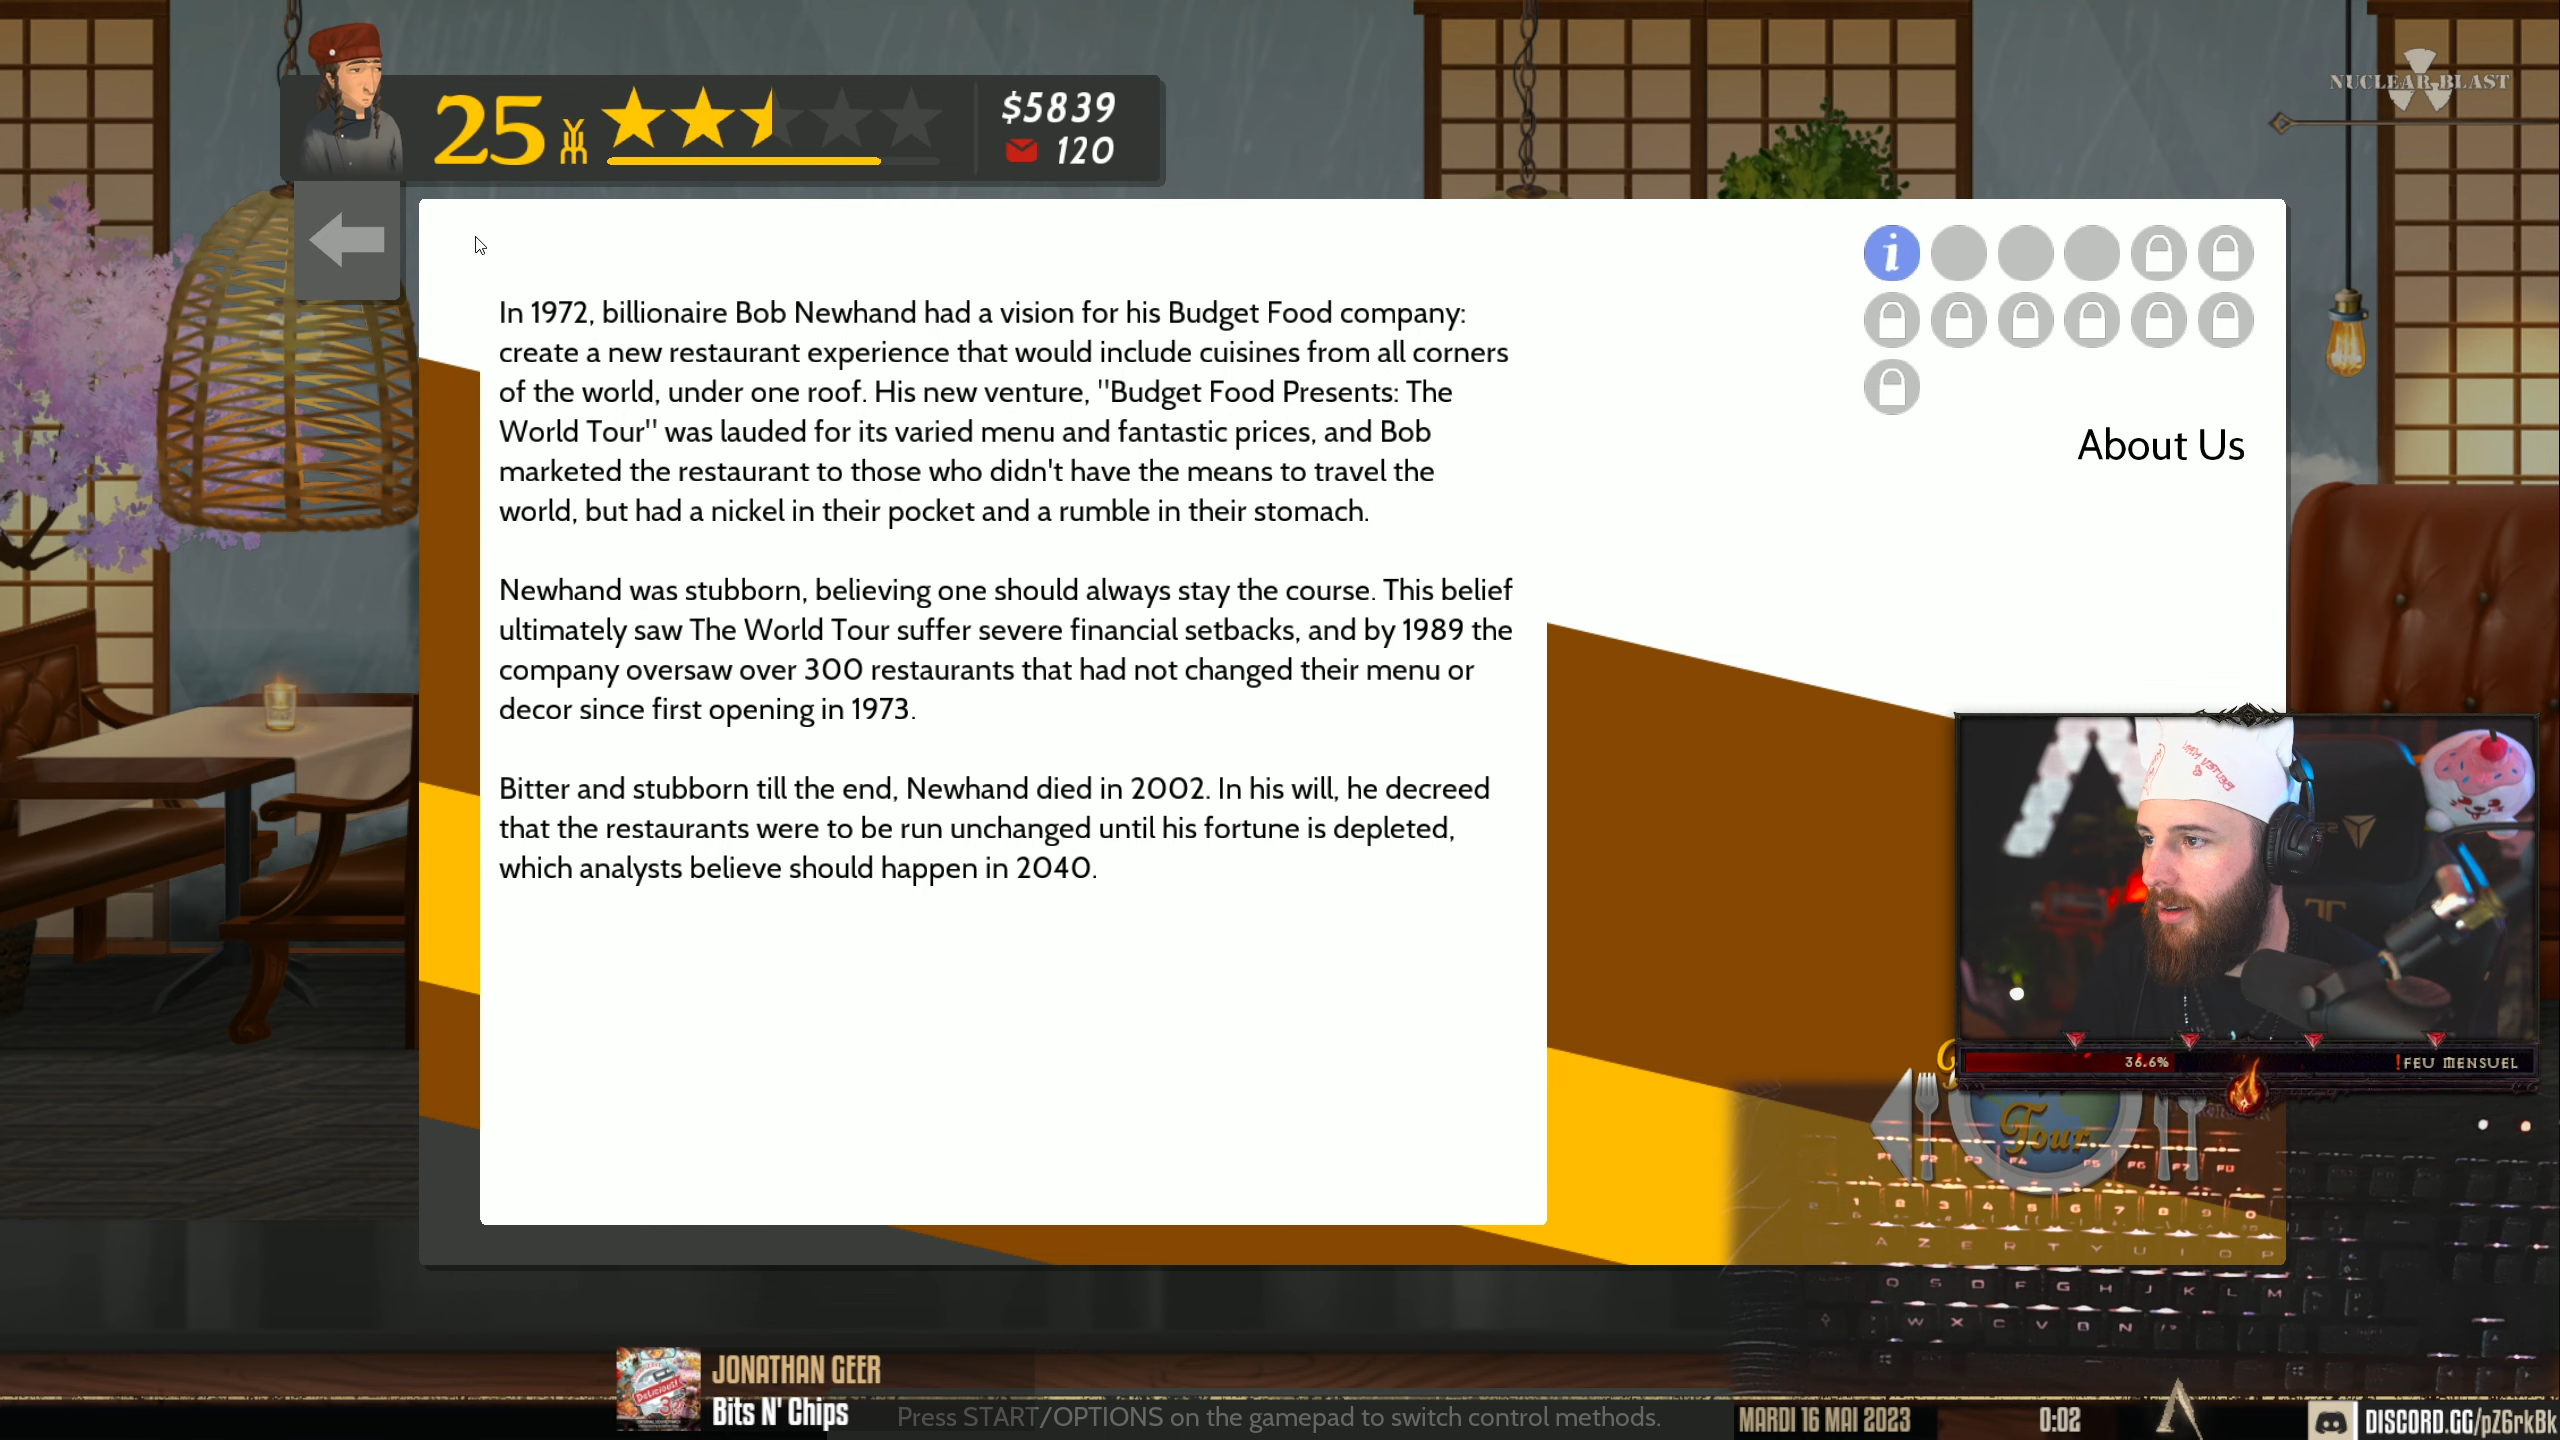 25
$5839
120
NUCLEAR BLAST
i
In 1972, billionaire Bob Newhand had a vision for his Budget Food company:
create a new restaurant experience that would include cuisines from all corners
of the world, under one roof. His new venture, "Budget Food Presents: The
World Tour" was lauded for its varied menu and fantastic prices, and Bob
marketed the restaurant to those who didn't have the means to travel the
world, but had a nickel in their pocket and a rumble in their stomach.
Newhand was stubborn, believing one should always stay the course. This belief
ultimately saw The World Tour suffer severe financial setbacks, and by 1989 the
company oversaw over 300 restaurants that had not changed their menu or
decor since first opening in 1973.
Bitter and stubborn till the end, Newhand died in 2002. In his will, he decreed
that the restaurants were to be run unchanged until his fortune is depleted,
which analysts believe should happen in 2040.
About Us
36.6%
!FEU MENSUEL
Tour
A Z E R T Y U I O P
Q S D F G H J K L M
W X C V B N
JONATHAN GEER
Bits N' Chips
Press START/OPTIONS on the gamepad to switch control methods.
MARDI 16 MAI 2023
0:02
DISCORD.GG/pZ6rkBk